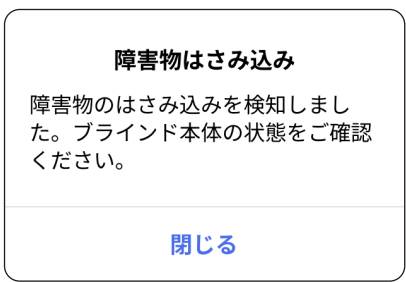 障害物はさみ込み
障害物のはさみ込みを検知しまし
た。ブラインド本体の状態をご確認
ください。
閉じる